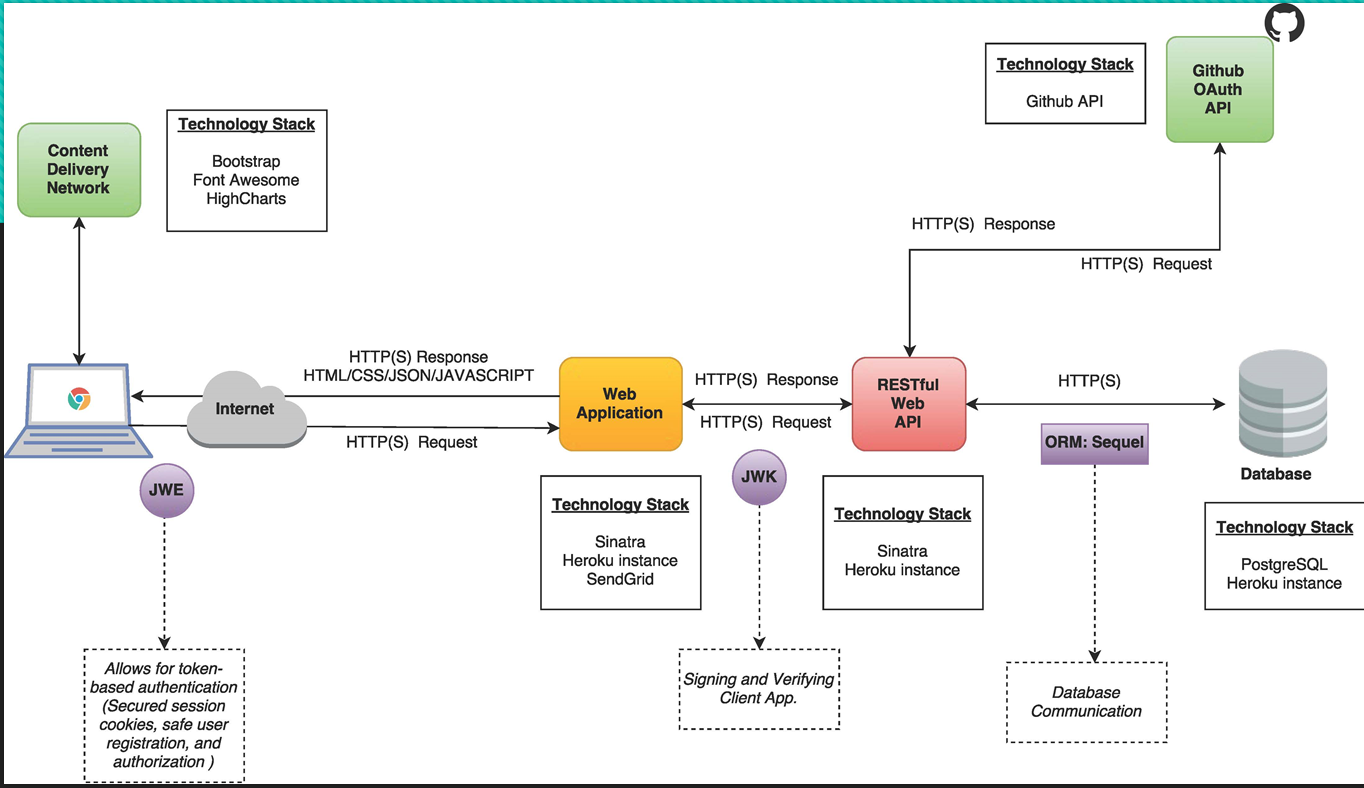 Technology Stack
Github API
Github
OAuth
API
Content
Delivery
Network
Technology Stack
Bootstrap
Font Awesome
HighCharts
HTTP(S)  Response
HTTP(S)  Request
HTTP(S) Response
HTML/CSS/JSON/JAVASCRIPT
Internet
HTTP(S)  Request
Web
Application
HTTP(S)  Response
HTTP(S)  Request
RESTful
Web
API
HTTP(S)
ORM: Sequel
Database
JWE
JWK
Technology Stack
Sinatra
Heroku instance
SendGrid
Technology Stack
Sinatra
Heroku instance
Technology Stack
PostgreSQL
Heroku instance
Allows for token-
based authentication
(Secured session
cookies, safe user
registration, and
authorization )
Signing and Verifying
Client App.
Database
Communication